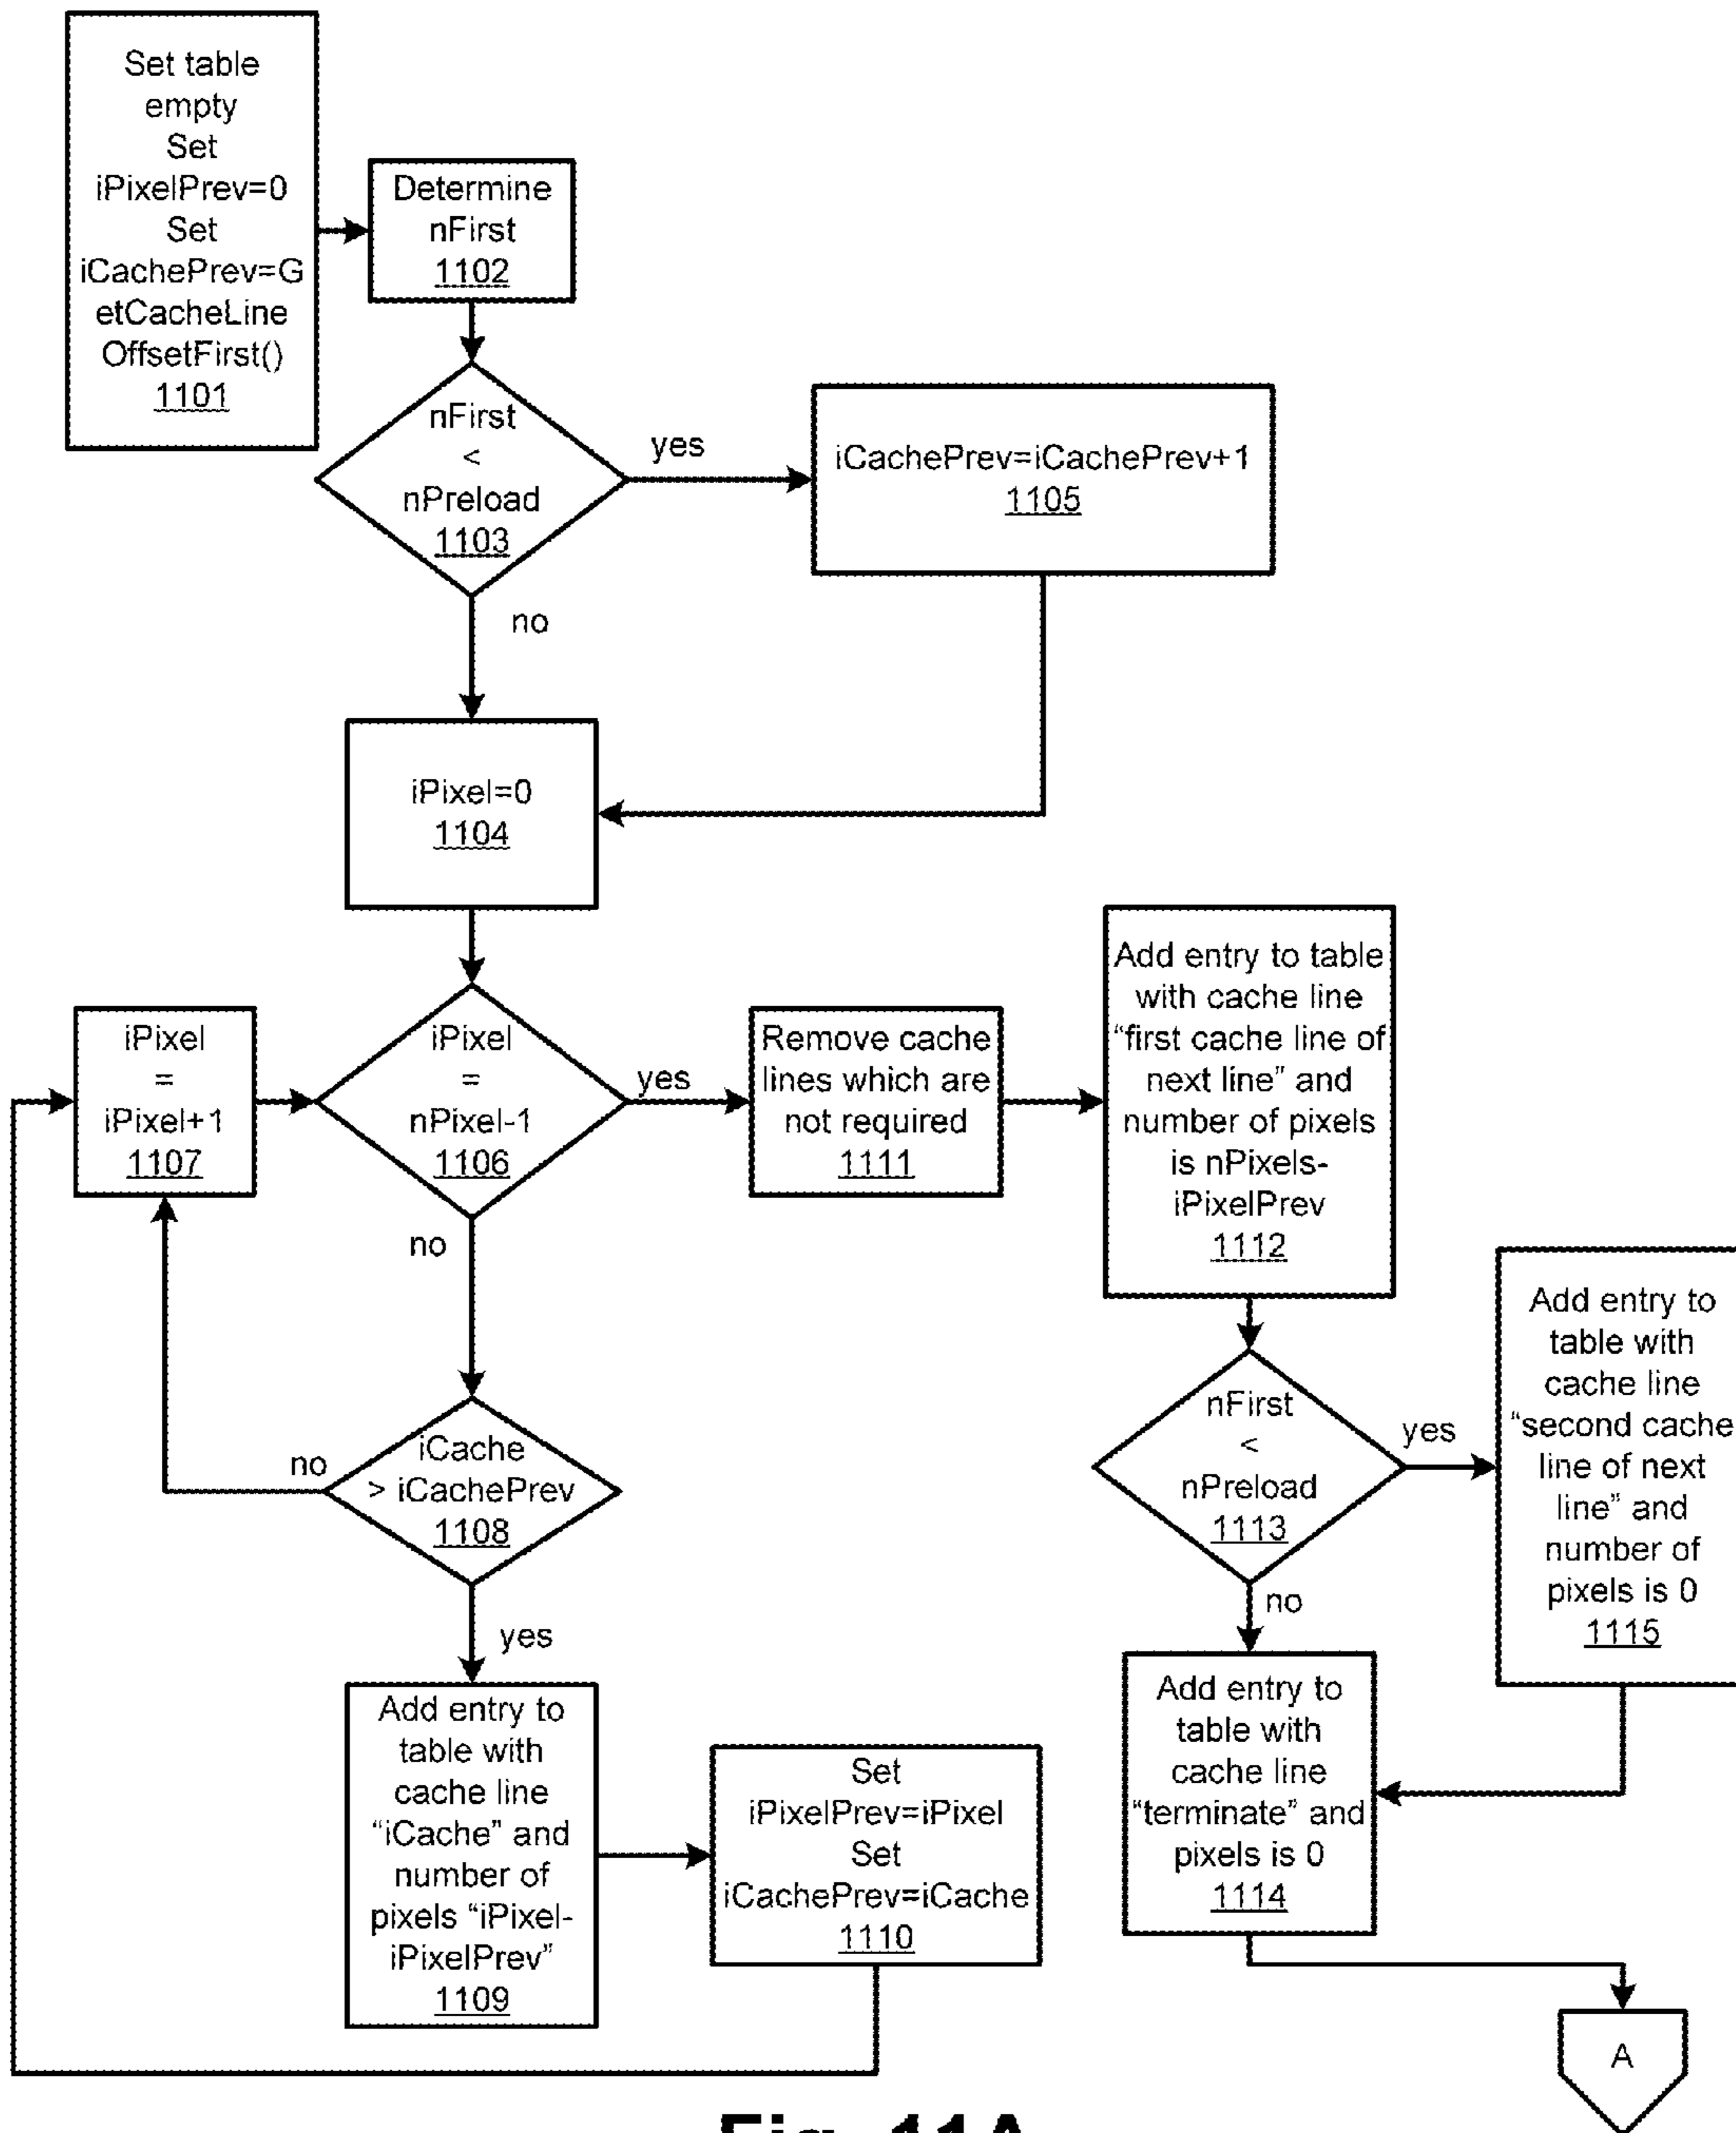 Set table
empty
Set
iPixelPrev=0
Set
iCachePrev=G
etCacheLine
OffsetFirst()
1101
Determine
nFirst
1102
nFirst
<
nPreload
1103
yes
no
iCachePrev=iCachePrev+1
1105
iPixel=0
1104
iPixel
=
iPixel+1
1107
iPixel
=
nPixel-1
1106
yes
no
Remove cache
lines which are
not required
1111
Add entry to table
with cache line
“first cache line of
next line” and
number of pixels
is nPixels-
iPixelPrev
1112
iCache
> iCachePrev
1108
no
yes
nFirst
<
nPreload
1113
yes
no
Add entry to
table with
cache line
“second cache
line of next
line” and
number of
pixels is 0
1115
Add entry to
table with
cache line
“iCache” and
number of
pixels “iPixel-
iPixelPrev”
1109
Set
iPixelPrev=iPixel
Set
iCachePrev=iCache
1110
Add entry to
table with
cache line
“terminate” and
pixels is 0
1114
A
Fig. 11A